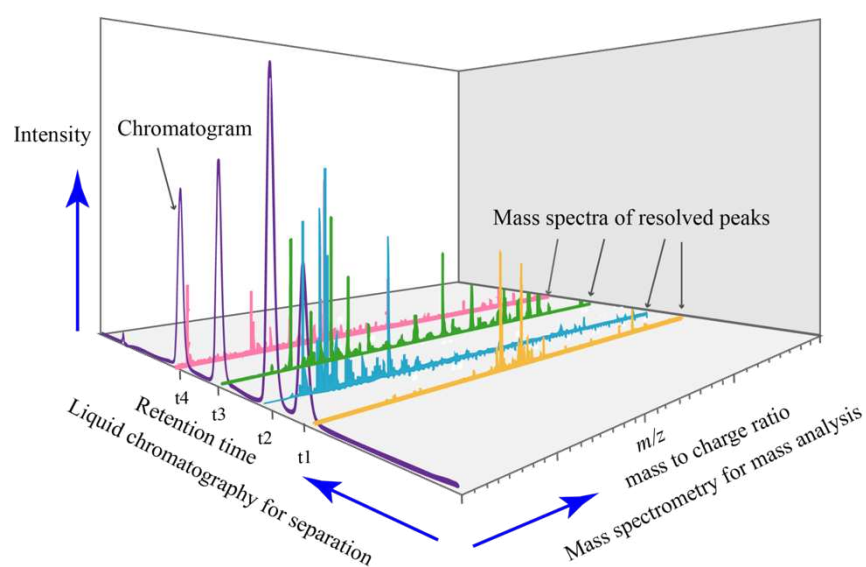 Intensity
Chromatogram
Mass spectra of resolved peaks
t4
t3
t2
t1
Retention time
Liquid chromatography for separation
m/z
mass to charge ratio
Mass spectrometry for mass analysis